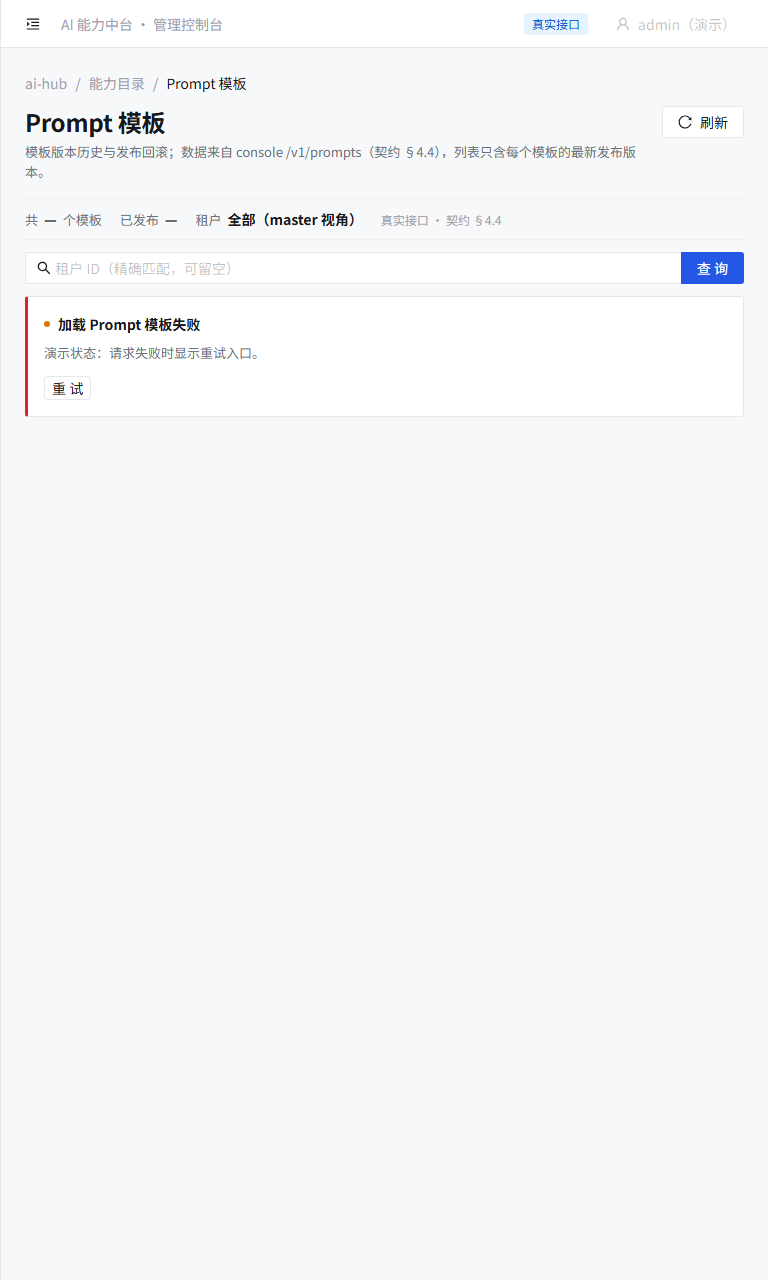 AI 能力中台 · 管理控制台
真实接口
admin（演示）
ai-hub / 能力目录 / Prompt 模板
Prompt 模板
刷新
模板版本历史与发布回滚；数据来自 console /v1/prompts（契约 §4.4），列表只含每个模板的最新发布版
本。
共 — 个模板 已发布 — 租户 全部（master 视角） 真实接口 · 契约 §4.4
租户 ID（精确匹配，可留空）
查 询
加载 Prompt 模板失败
演示状态：请求失败时显示重试入口。
重 试